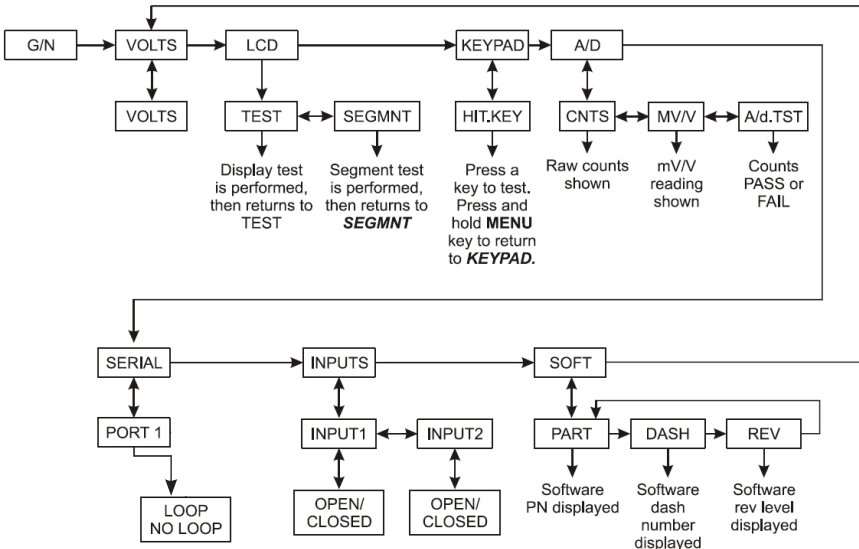 G/N
VOLTS
LCD
KEYPAD
A/D
VOLTS
TEST
SEGMNT
HIT.KEY
CNTS
MV/V
A/d.TST
Display test
is performed,
then returns to
TEST
Segment test
is performed,
then returns to
SEGMNT
Press a
key to test.
Press and
hold MENU
key to return
to KEYPAD.
Raw counts
shown
mV/V
reading
shown
Counts
PASS or
FAIL
SERIAL
INPUTS
SOFT
PORT 1
INPUT1
INPUT2
PART
DASH
REV
LOOP
NO LOOP
OPEN/
CLOSED
OPEN/
CLOSED
Software
PN displayed
Software
dash
number
displayed
Software
rev level
displayed